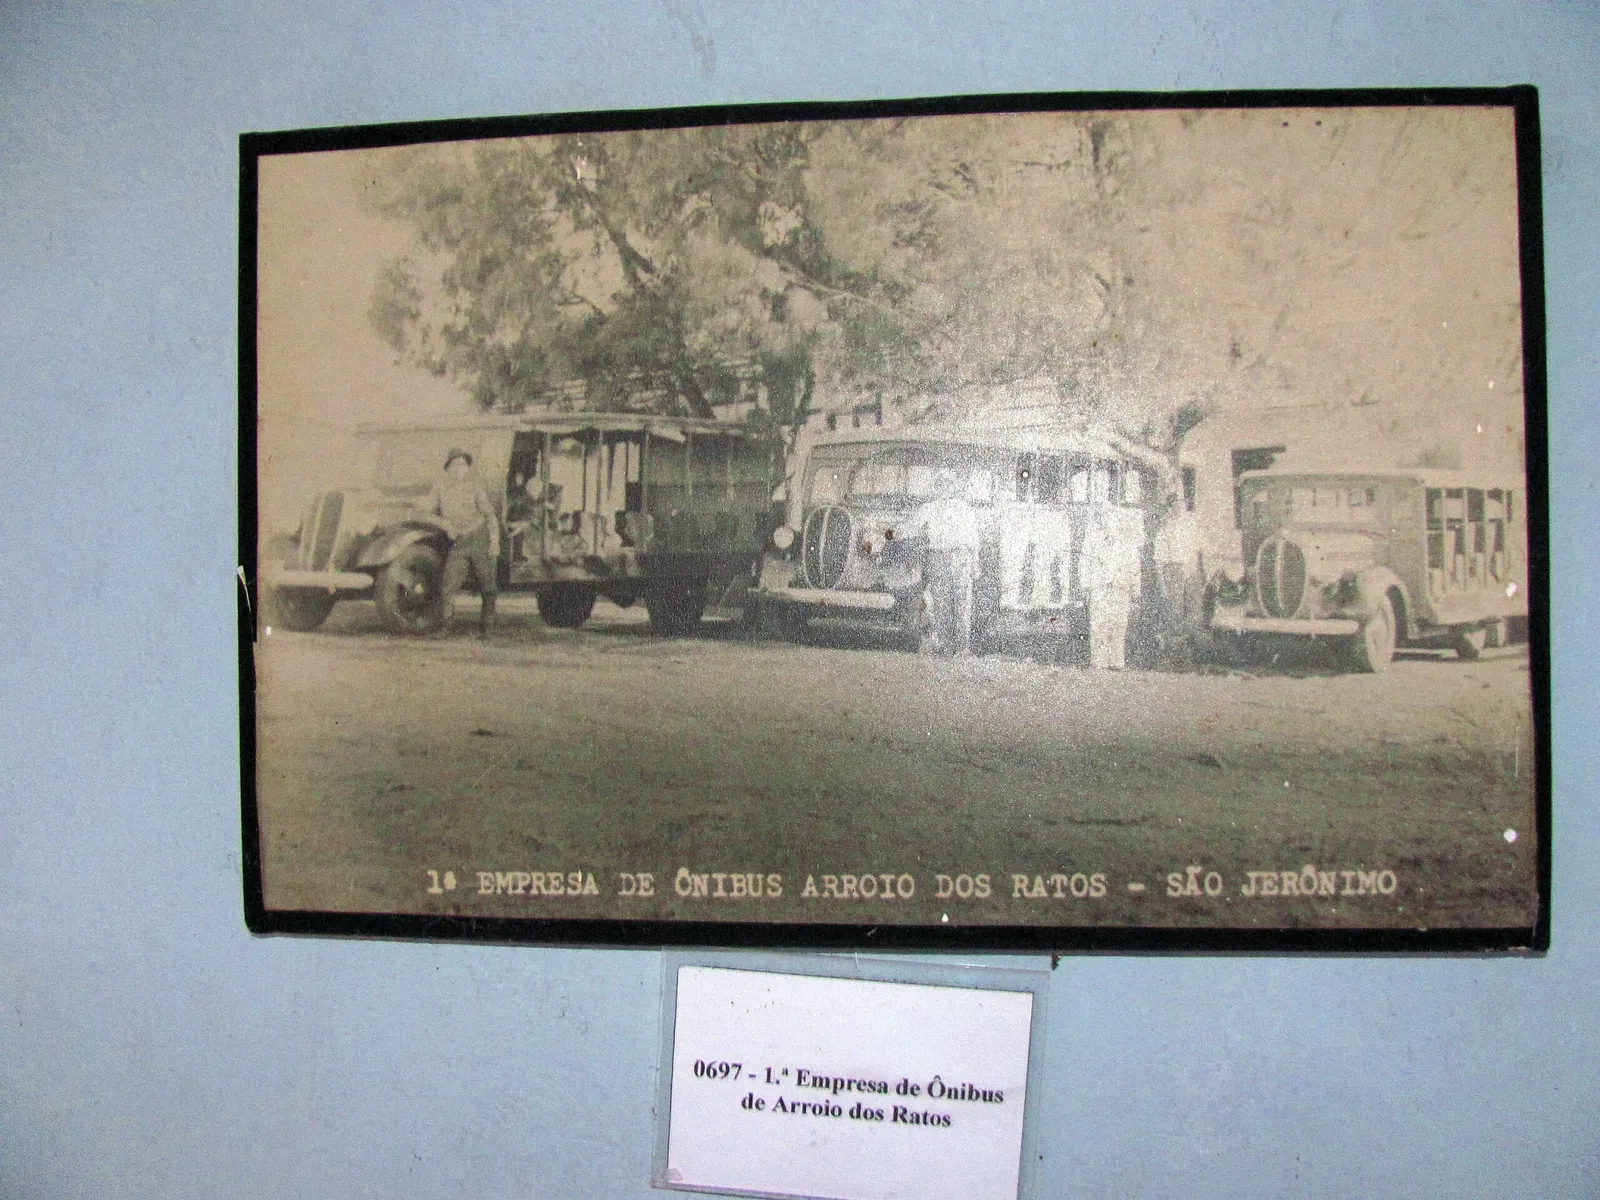 1ª EMPRESA DE ÔNIBUS ARROIO DOS RATOS - SÃO JERÔNIMO
0697 - 1.ª Empresa de Ônibus
de Arroio dos Ratos